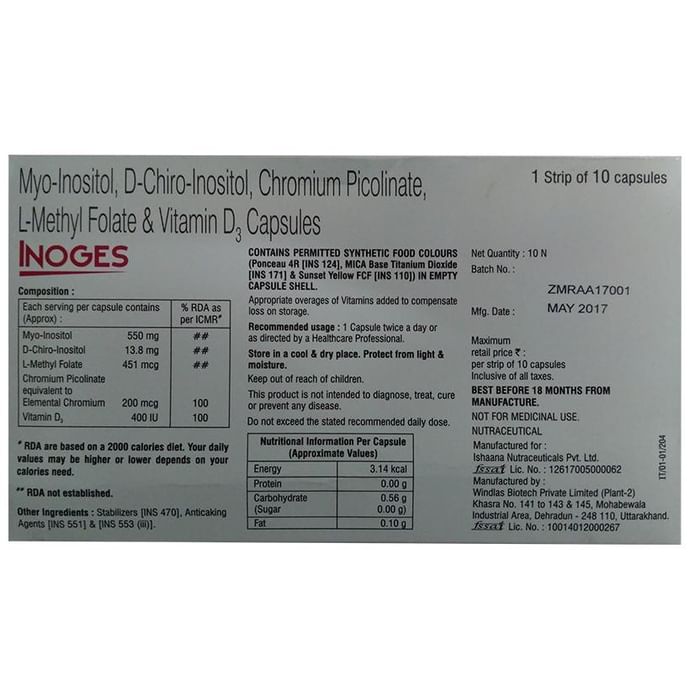 Myo-Inositol, D-Chiro-Inositol, Chromium Picolinate,
L-Methyl Folate & Vitamin D3 Capsules
INOGES
Composition :
Each serving per capsule contains (Approx) : % RDA as per ICMR#
Myo-Inositol 550 mg ##
D-Chiro-Inositol 13.8 mg ##
L-Methyl Folate 451 mcg ##
Chromium Picolinate
equivalent to
Elemental Chromium 200 mcg 100
Vitamin D3 400 IU 100
# RDA are based on a 2000 calories diet. Your daily
values may be higher or lower depends on your
calories need.
## RDA not established.
Other Ingredients : Stabilizers [INS 470], Anticaking
Agents [INS 551] & [INS 553 (iii)].
CONTAINS PERMITTED SYNTHETIC FOOD COLOURS
(Ponceau 4R [INS 124], MICA Base Titanium Dioxide
[INS 171] & Sunset Yellow FCF [INS 110]) IN EMPTY
CAPSULE SHELL.
Appropriate overages of Vitamins added to compensate
loss on storage.
Recommended usage : 1 Capsule twice a day or
as directed by a Healthcare Professional.
Store in a cool & dry place. Protect from light &
moisture.
Keep out of reach of children.
This product is not intended to diagnose, treat, cure
or prevent any disease.
Do not exceed the stated recommended daily dose.
Nutritional Information Per Capsule
(Approximate Values)
Energy 3.14 kcal
Protein 0.00 g
Carbohydrate 0.56 g
(Sugar 0.00 g)
Fat 0.10 g
1 Strip of 10 capsules
Net Quantity : 10 N
Batch No. :
ZMRAA17001
Mfg. Date : MAY 2017
Maximum
retail price ₹ :
per strip of 10 capsules
Inclusive of all taxes.
BEST BEFORE 18 MONTHS FROM
MANUFACTURE.
NOT FOR MEDICINAL USE.
NUTRACEUTICAL
Manufactured for :
Ishaana Nutraceuticals Pvt. Ltd.
fssai Lic. No. : 12617005000062
Manufactured by :
Windlas Biotech Private Limited (Plant-2)
Khasra No. 141 to 143 & 145, Mohabewala
Industrial Area, Dehradun - 248 110, Uttarakhand.
fssai Lic. No. : 10014012000267
IT/01-01/204